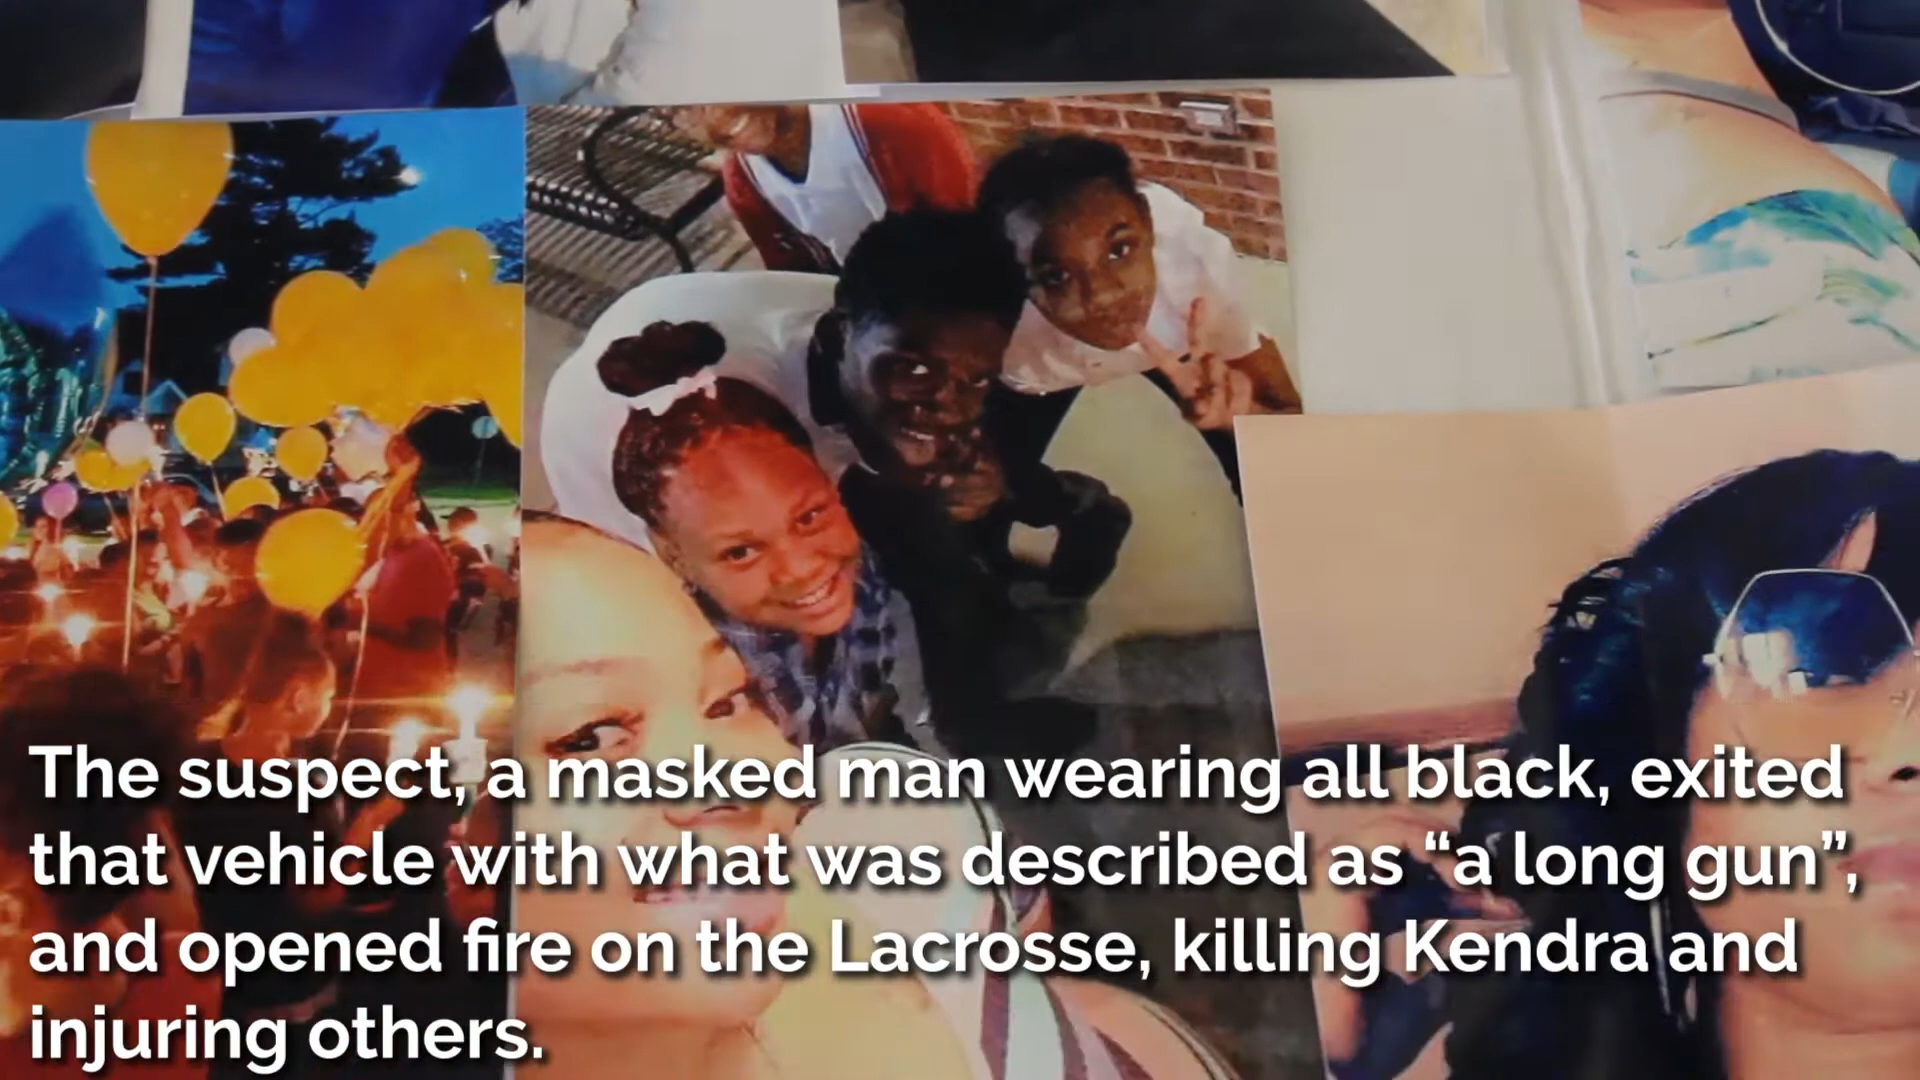 The suspect, a masked man wearing all black, exited
that vehicle with what was described as “a long gun”,
and opened fire on the Lacrosse, killing Kendra and
injuring others.